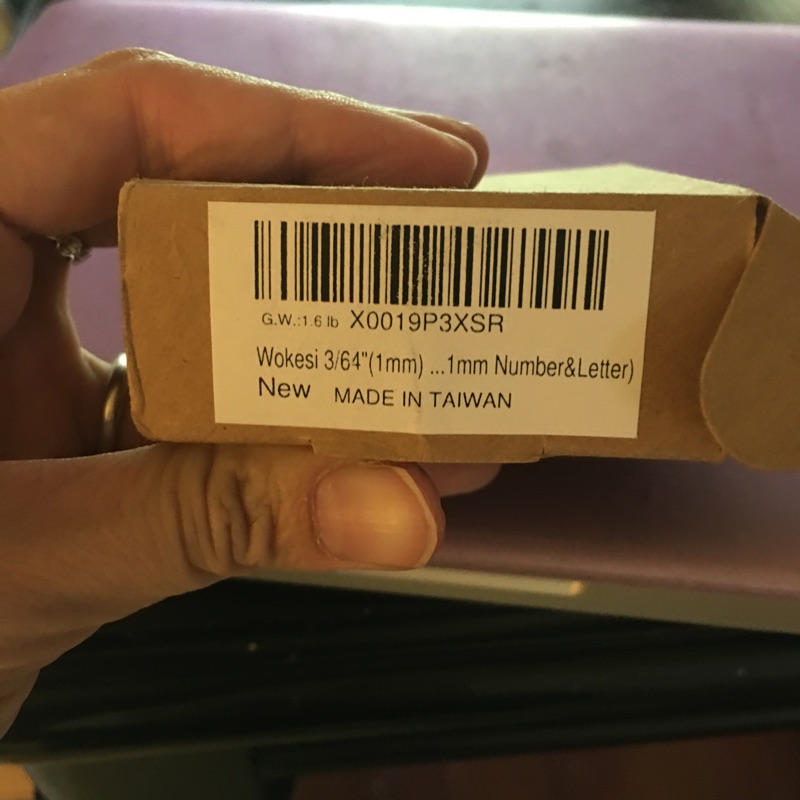 G.W.:1.6 lb X0019P3XSR
Wokesi 3/64"(1mm) ...1mm Number&Letter)
New MADE IN TAIWAN